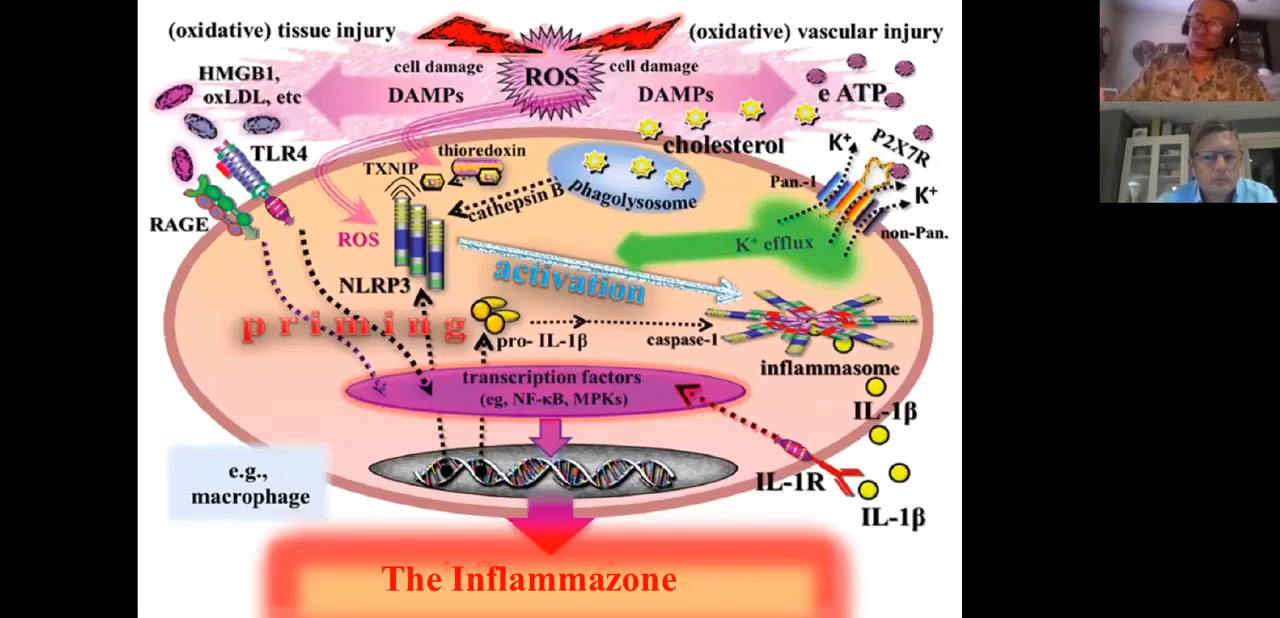 (oxidative) tissue injury
(oxidative) vascular injury
HMGB1,
oxLDL, etc
cell damage
DAMPs
ROS
cell damage
DAMPs
e ATP
TLR4
RAGE
TXNIP
thioredoxin
cholesterol
phagolysosome
cathepsin B
K+
P2X7R
Pan.-1
K+
non-Pan.
K+ efflux
ROS
NLRP3
activation
priming
pro- IL-1β
caspase-1
inflammasome
IL-1β
transcription factors
(eg, NF-κB, MPKs)
e.g.,
macrophage
IL-1R
IL-1β
The Inflammazone